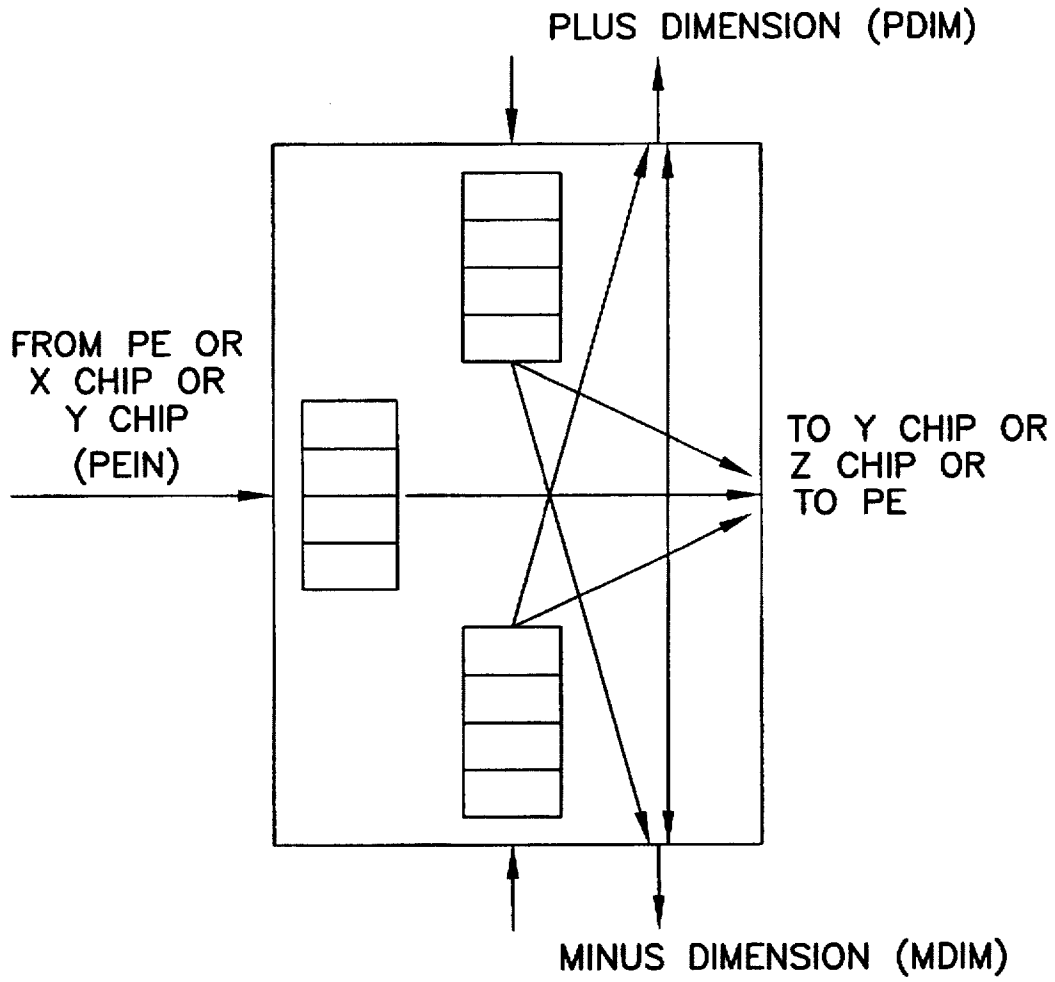 PLUS DIMENSION (PDIM)
FROM PE OR
X CHIP OR
Y CHIP
(PEIN)
TO Y CHIP OR
Z CHIP OR
TO PE
MINUS DIMENSION (MDIM)